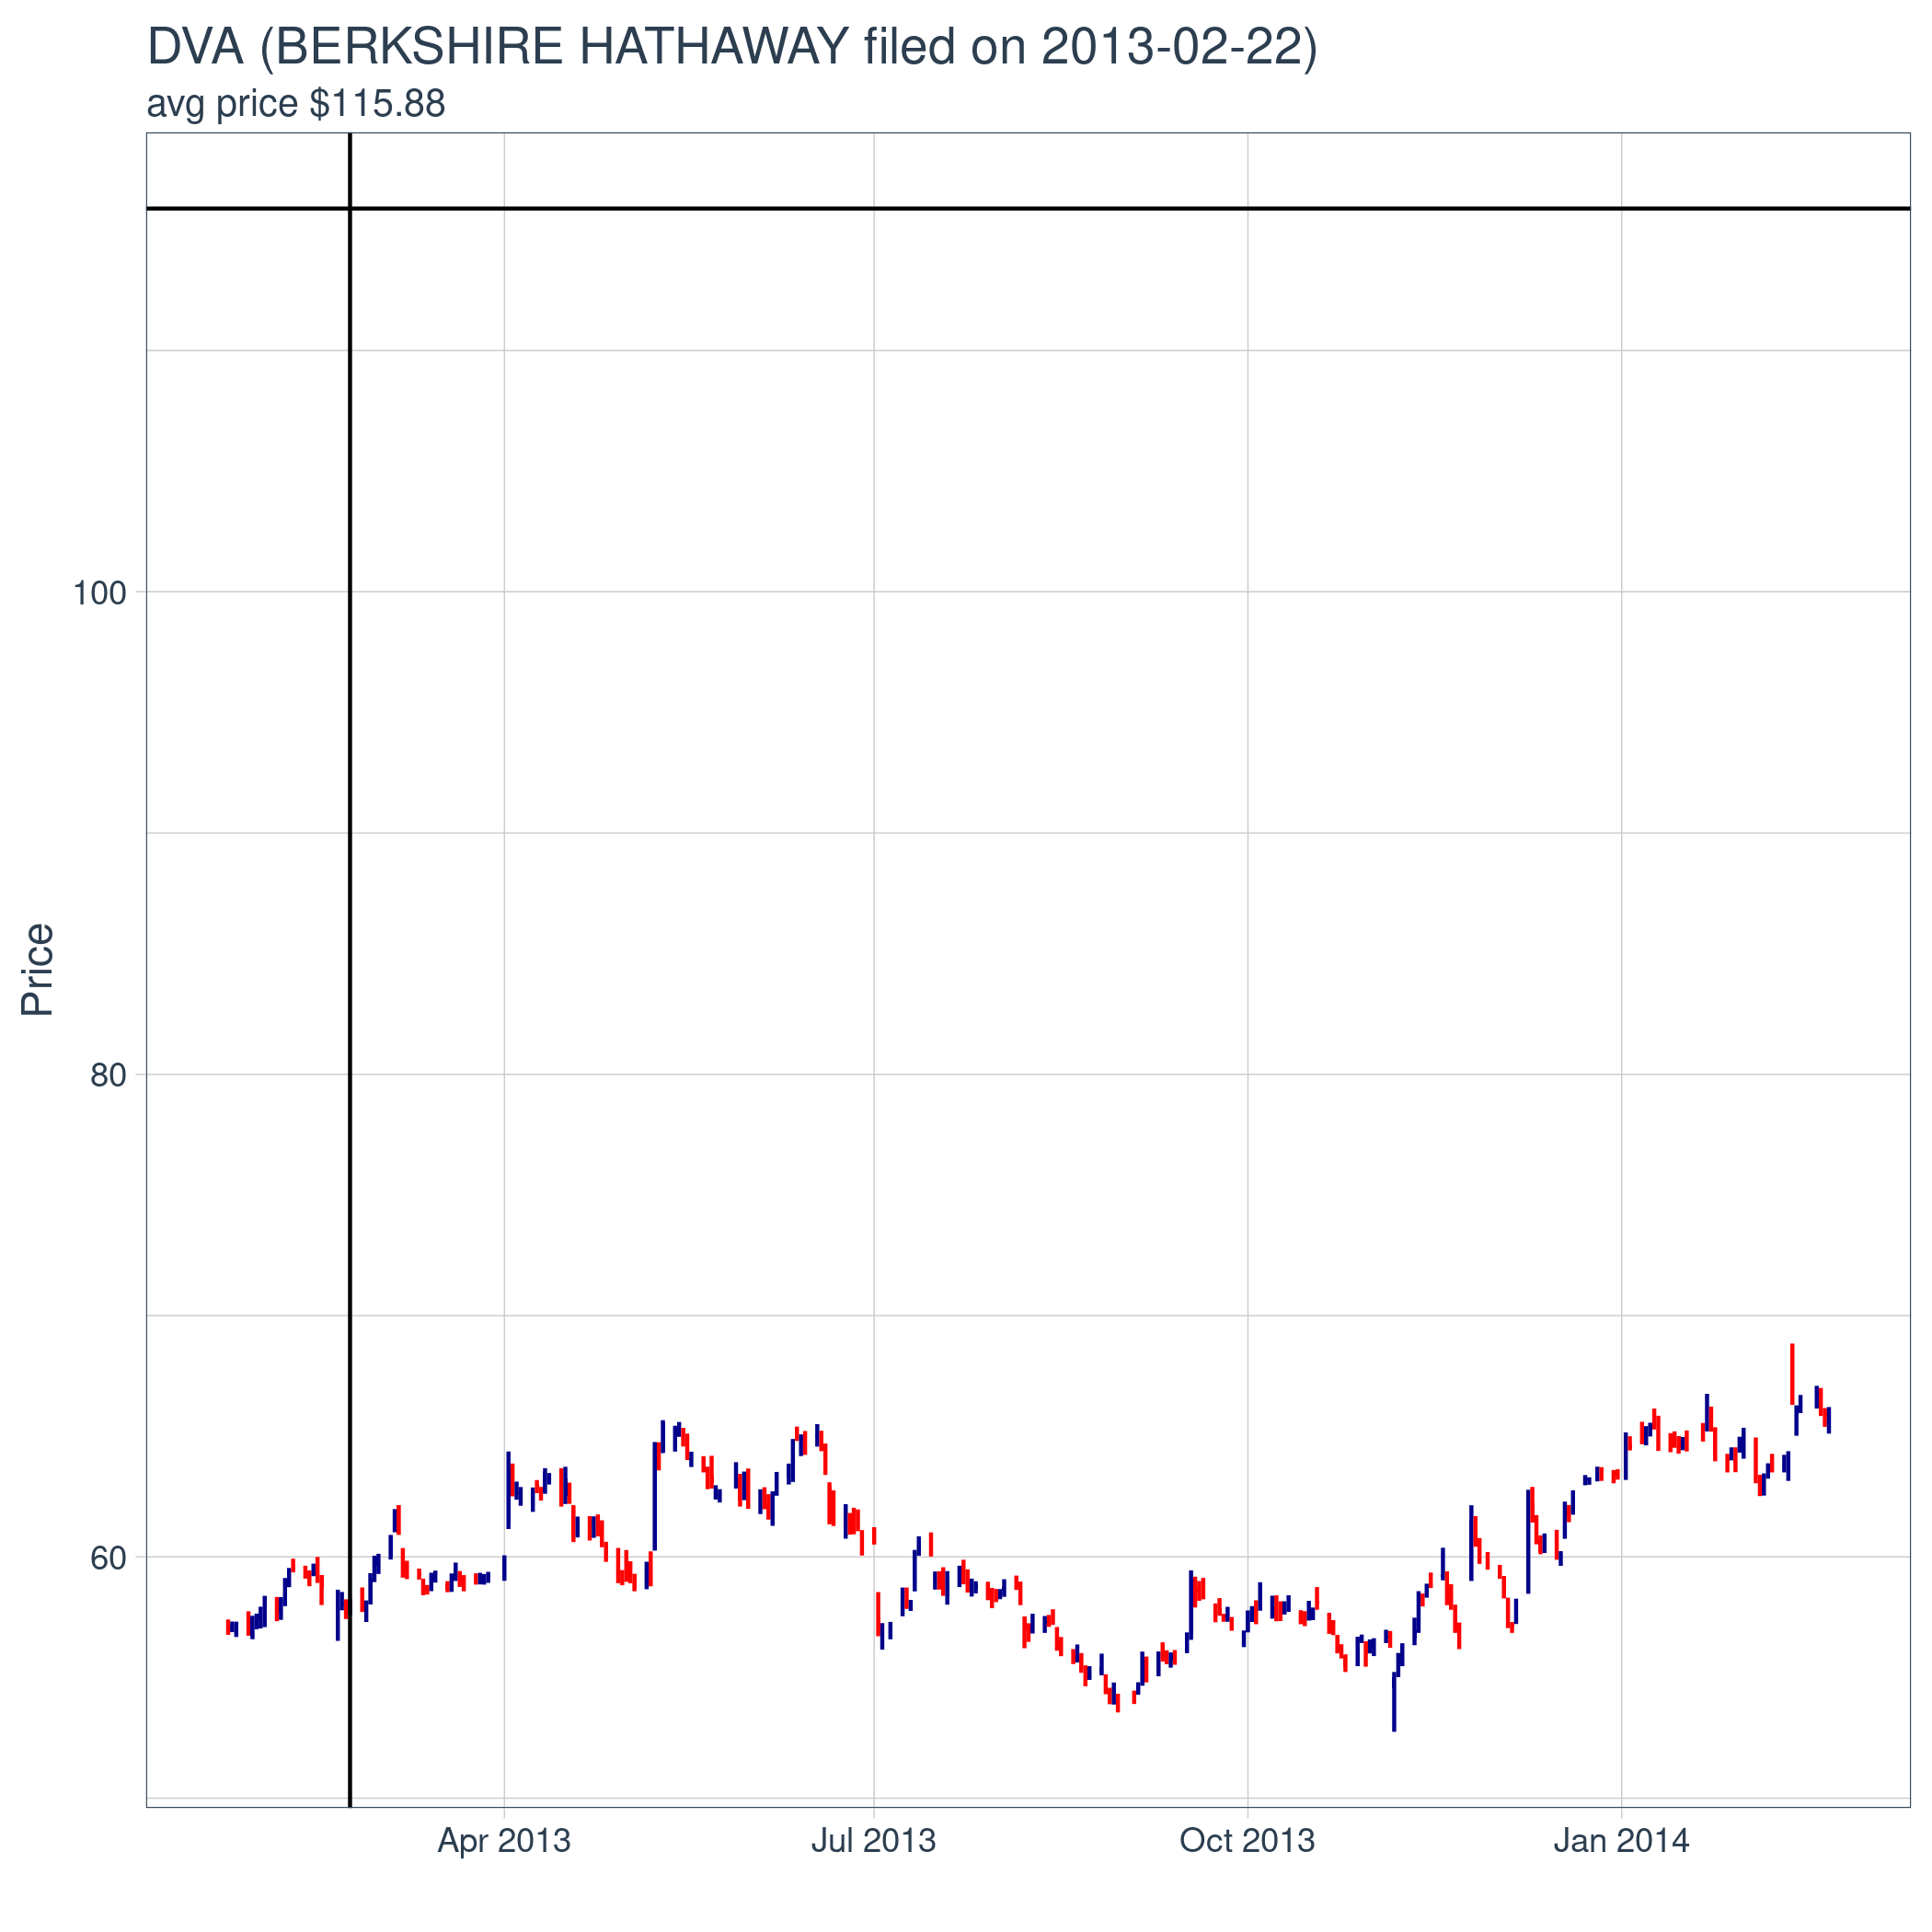 DVA (BERKSHIRE HATHAWAY filed on 2013-02-22)
avg price $115.88
100
80
60
Price
Apr 2013
Jul 2013
Oct 2013
Jan 2014